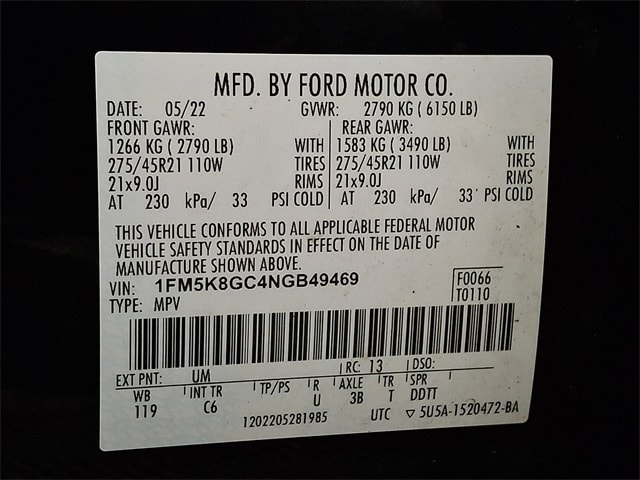 MFD. BY FORD MOTOR CO.
DATE: 05/22 GVWR: 2790 KG ( 6150 LB)
FRONT GAWR: REAR GAWR:
1266 KG ( 2790 LB) WITH 1583 KG ( 3490 LB) WITH
275/45R21 110W TIRES 275/45R21 110W TIRES
21x9.0J RIMS 21x9.0J RIMS
AT 230 kPa/ 33 PSI COLD AT 230 kPa/ 33 PSI COLD
THIS VEHICLE CONFORMS TO ALL APPLICABLE FEDERAL MOTOR
VEHICLE SAFETY STANDARDS IN EFFECT ON THE DATE OF
MANUFACTURE SHOWN ABOVE.
VIN: 1FM5K8GC4NGB49469 F0066
TYPE: MPV T0110
EXT PNT: UM RC: 13 DSO:
WB INT TR TP/PS R AXLE TR SPR
119 C6 U 3B T DDTT
1202205281985 UTC ▽ 5U5A-1520472-BA